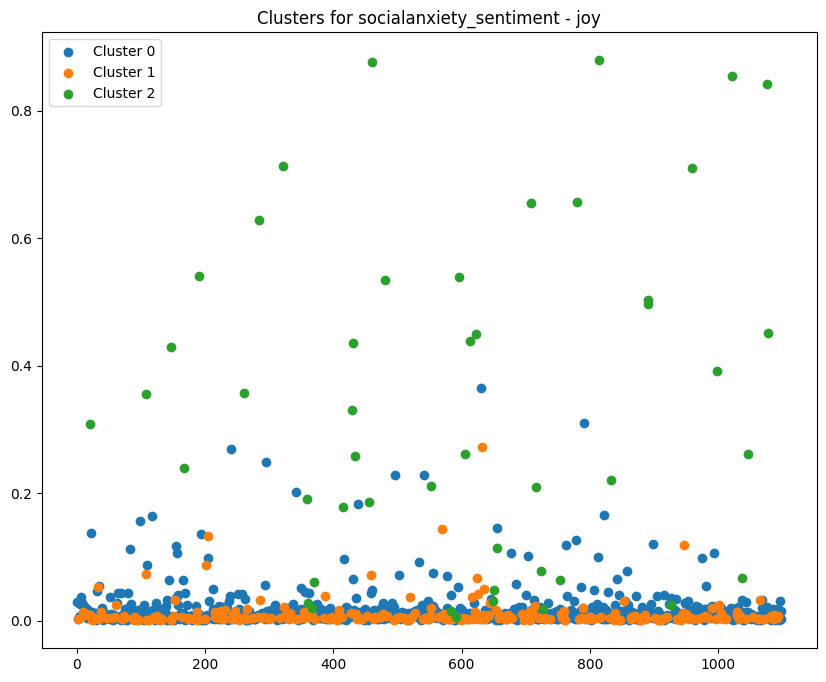 Clusters for socialanxiety_sentiment - joy
Cluster 0
Cluster 1
Cluster 2
0.8
0.6
0.4
0.2
0.0
0 200 400 600 800 1000